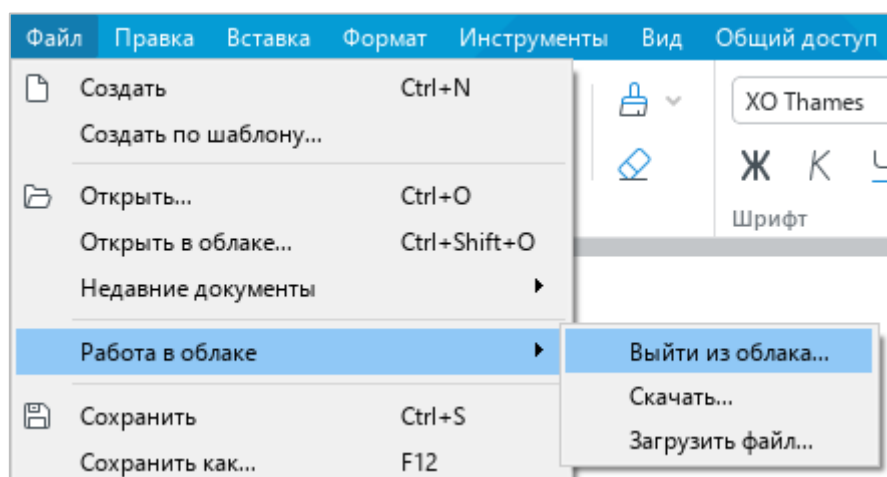 Файл Правка Вставка Формат Инструменты Вид Общий доступ
Создать Ctrl+N
Создать по шаблону...
Открыть... Ctrl+O
Открыть в облаке... Ctrl+Shift+O
Недавние документы
Работа в облаке
Сохранить Ctrl+S
Сохранить как... F12
Выйти из облака...
Скачать...
Загрузить файл...
XO Thames
Ж К Ч
Шрифт